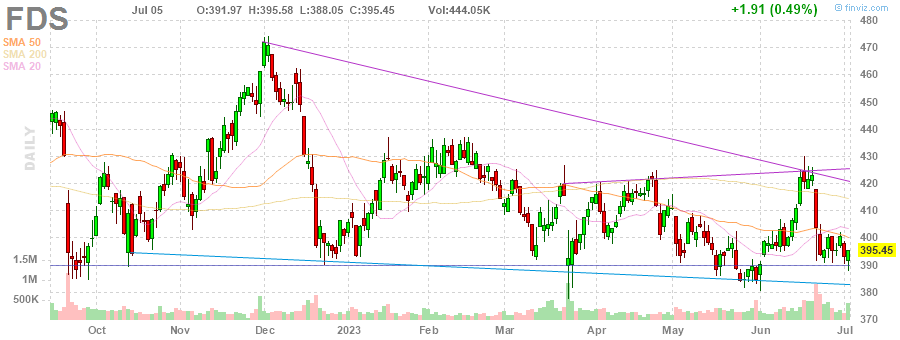 FDS Jul 05 O:391.97 H:395.58 L:388.05 C:395.45 Vol:444.05K +1.91 (0.49%)
© finviz.com
SMA 50
SMA 200
SMA 20
DAILY
480
470
460
450
440
430
420
410
400
395.45
390
380
370
1.5M
1M
500K
Oct Nov Dec 2023 Feb Mar Apr May Jun Jul